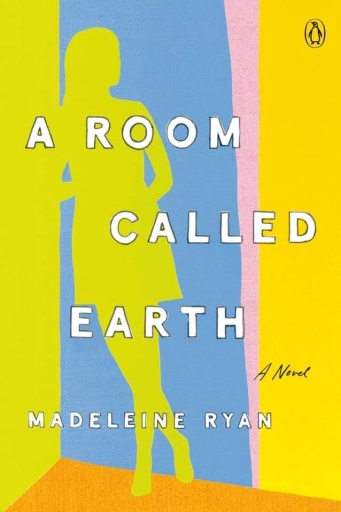 A ROOM
CALLED
EARTH
A Novel
MADELEINE RYAN